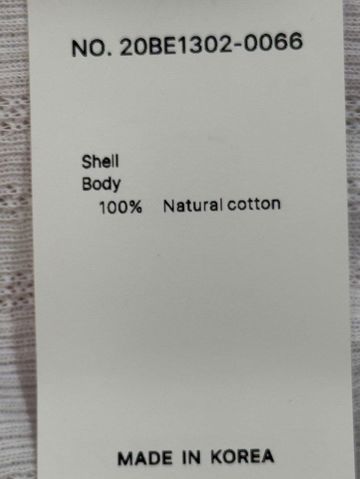 NO. 20BE1302-0066
Shell
Body
100% Natural cotton
MADE IN KOREA